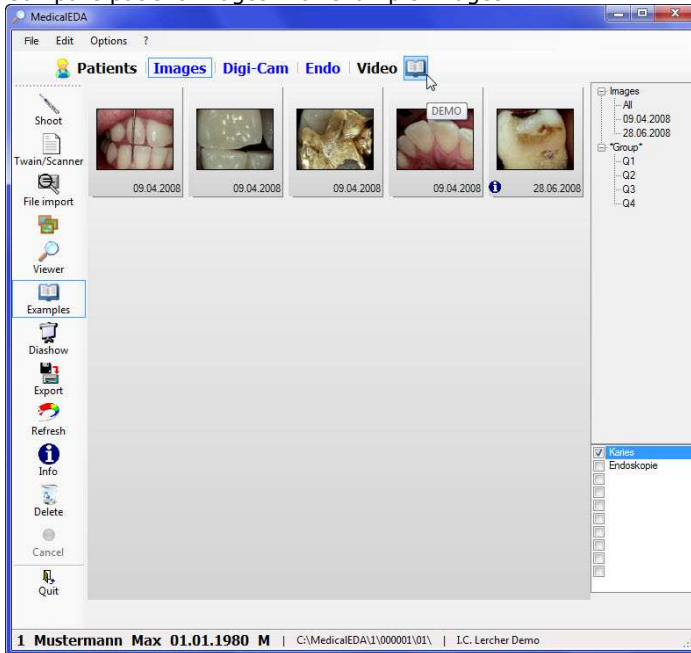 MedicalEDA
File Edit Options ?
Patients Images Digi-Cam Endo Video
DEMO
Shoot
Twain/Scanner
File import
Viewer
Examples
Diashow
Export
Refresh
Info
Delete
Cancel
Quit
09.04.2008 09.04.2008 09.04.2008 09.04.2008 28.06.2008
Images
All
09.04.2008
28.06.2008
*Group*
Q1
Q2
Q3
Q4
Karies
Endoskopie
1 Mustermann Max 01.01.1980 M | C:\MedicalEDA\1\000001\01\ | I.C. Lercher Demo